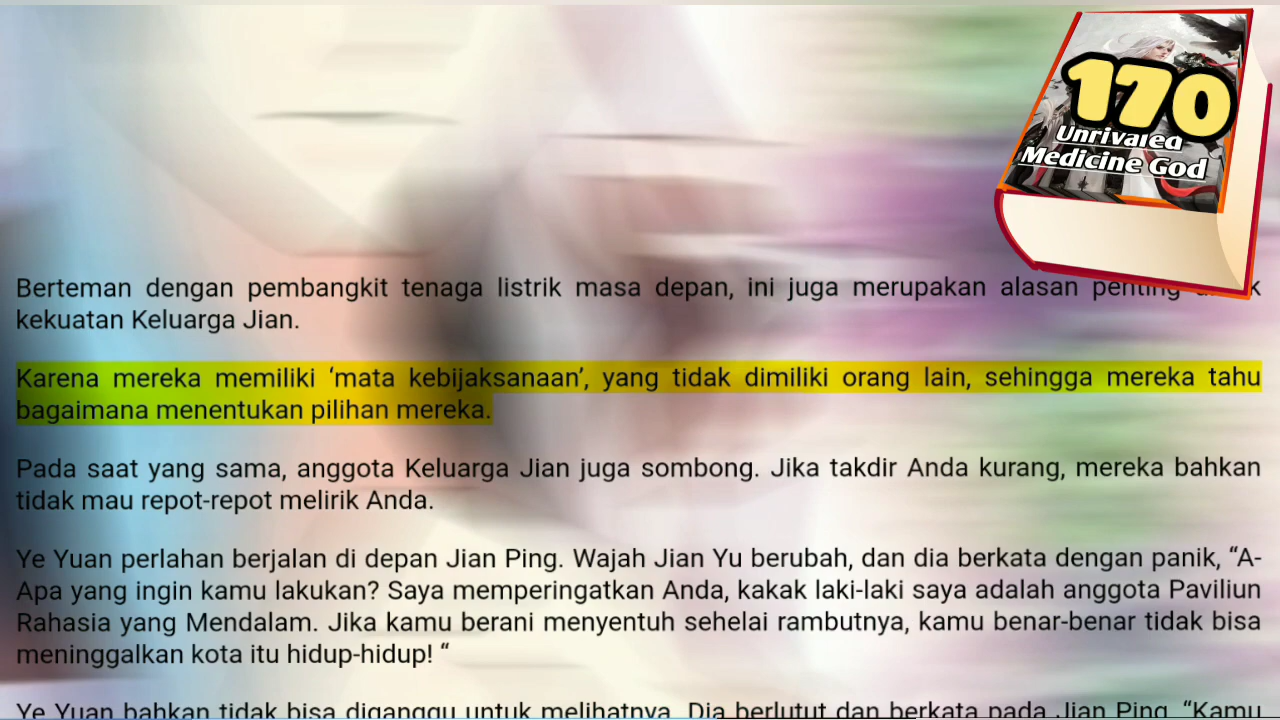 170
Unrivaled
Medicine God
Berteman dengan pembangkit tenaga listrik masa depan, ini juga merupakan alasan penting
kekuatan Keluarga Jian.
Karena mereka memiliki ‘mata kebijaksanaan’, yang tidak dimiliki orang lain, sehingga mereka tahu
bagaimana menentukan pilihan mereka.
Pada saat yang sama, anggota Keluarga Jian juga sombong. Jika takdir Anda kurang, mereka bahkan
tidak mau repot-repot melirik Anda.
Ye Yuan perlahan berjalan di depan Jian Ping. Wajah Jian Yu berubah, dan dia berkata dengan panik, “A-
Apa yang ingin kamu lakukan? Saya memperingatkan Anda, kakak laki-laki saya adalah anggota Paviliun
Rahasia yang Mendalam. Jika kamu berani menyentuh sehelai rambutnya, kamu benar-benar tidak bisa
meninggalkan kota itu hidup-hidup! “
Ye Yuan bahkan tidak bisa diganggu untuk melihatnya. Dia berlutut dan berkata pada Jian Ping, “Kamu